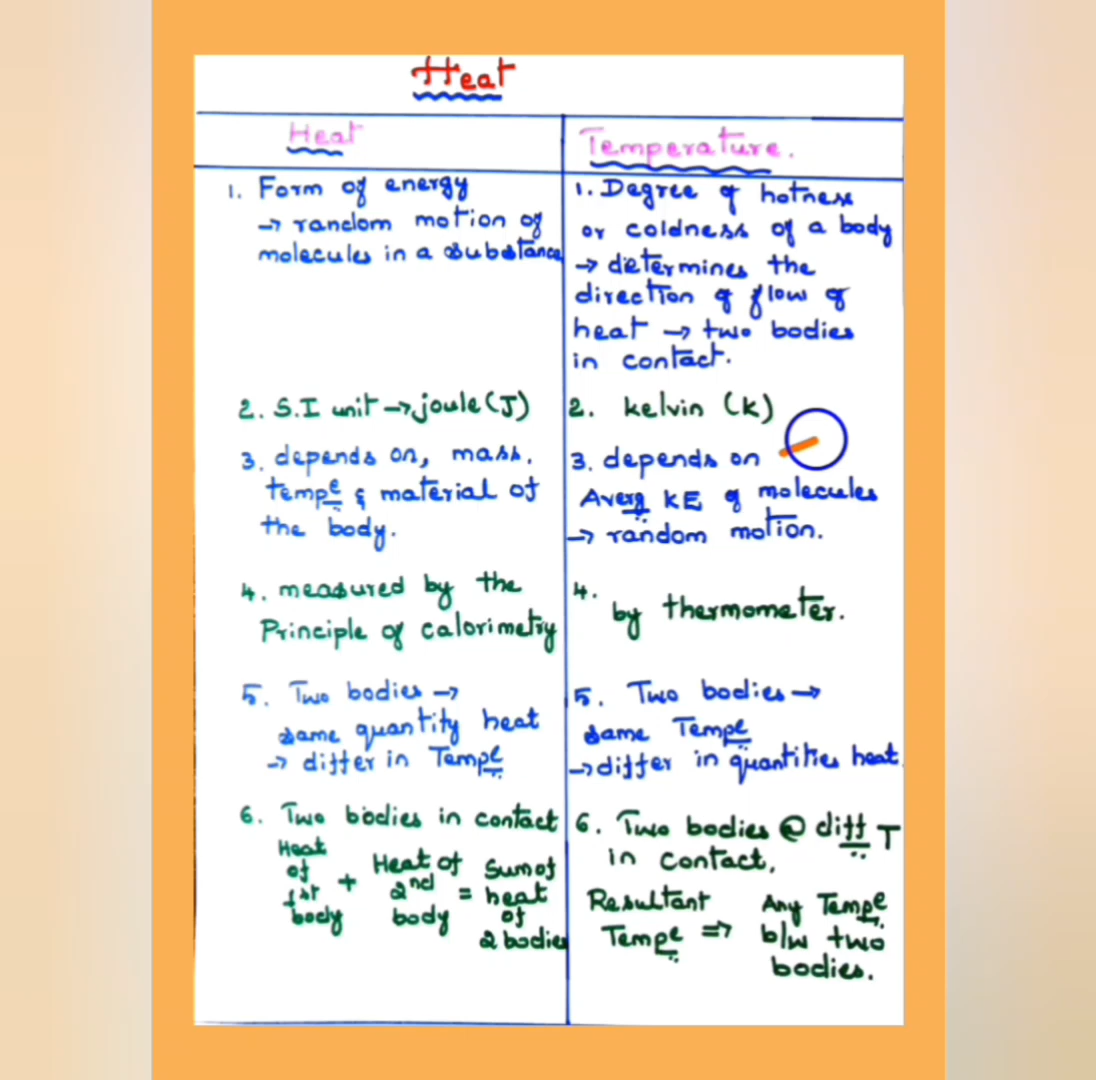 Heat
Heat
Temperature.
1. Form of energy
→ random motion of
molecules in a substance
1. Degree of hotness
or coldness of a body
→ determines the
direction of flow of
heat → two bodies
in contact.
2. S.I unit → joule (J)
2. kelvin (K)
3. depends on, mass.
tempe & material of
the body.
3. depends on
Averg KE of molecules
→ random motion.
4. measured by the
Principle of calorimetry
4.
by thermometer.
5. Two bodies →
same quantity heat
→ differ in Tempe
5. Two bodies →
same Tempe
→ differ in quantities heat.
6. Two bodies in contact
Heat of 1st body + Heat of 2nd body = Sum of heat of 2 bodies
6. Two bodies @ diff T
in contact,
Resultant Tempe ⇒ Any Tempe b/w two bodies.